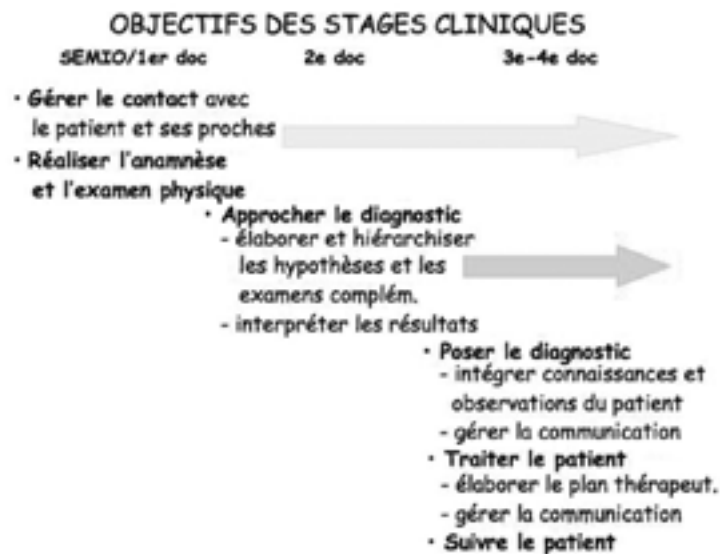 OBJECTIFS DES STAGES CLINIQUES
SEMIO/1er doc 2e doc 3e-4e doc
• Gérer le contact avec
le patient et ses proches
• Réaliser l'anamnèse
et l'examen physique
• Approcher le diagnostic
- élaborer et hiérarchiser
les hypothèses et les
examens complém.
- interpréter les résultats
• Poser le diagnostic
- intégrer connaissances et
observations du patient
- gérer la communication
• Traiter le patient
- élaborer le plan thérapeut.
- gérer la communication
• Suivre le patient